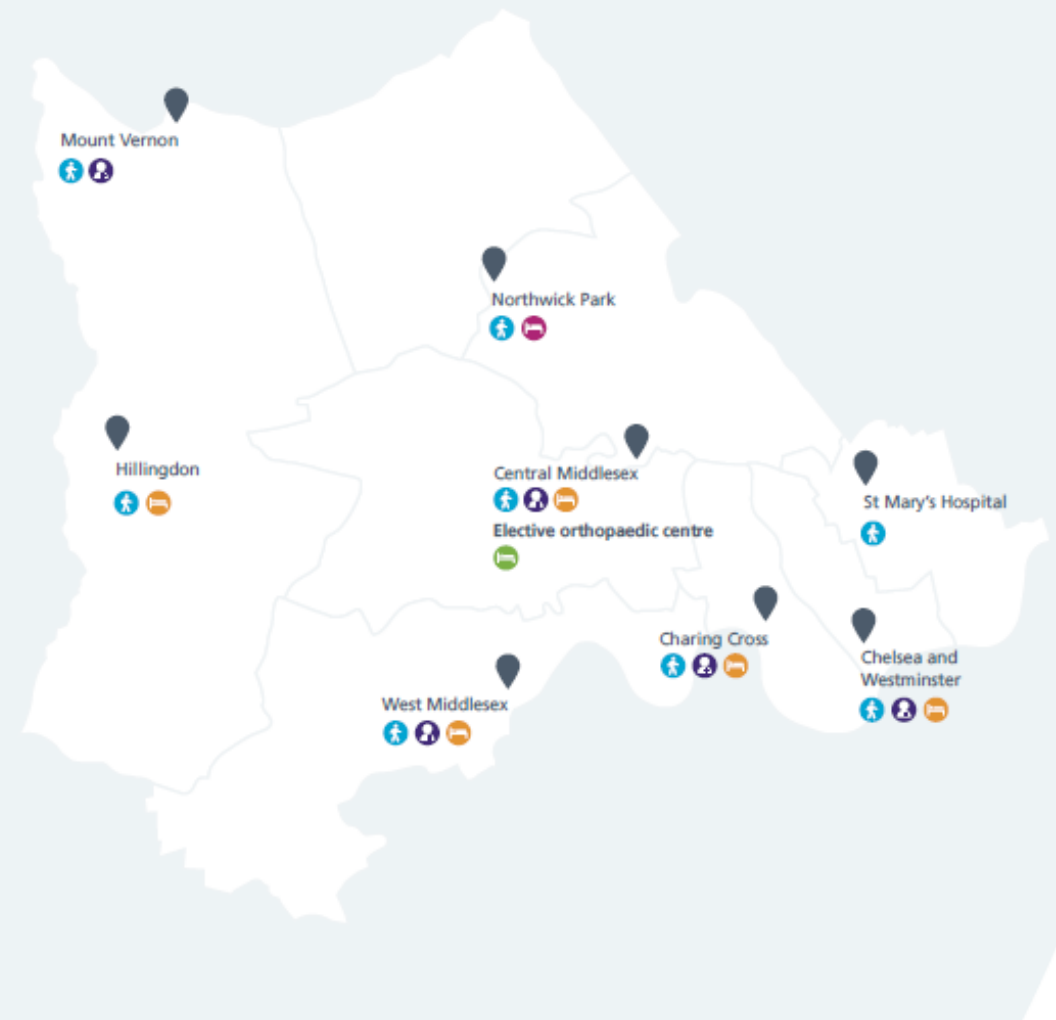 Mount Vernon
Northwick Park
Hillingdon
Central Middlesex
Elective orthopaedic centre
St Mary’s Hospital
Charing Cross
Chelsea and
Westminster
West Middlesex